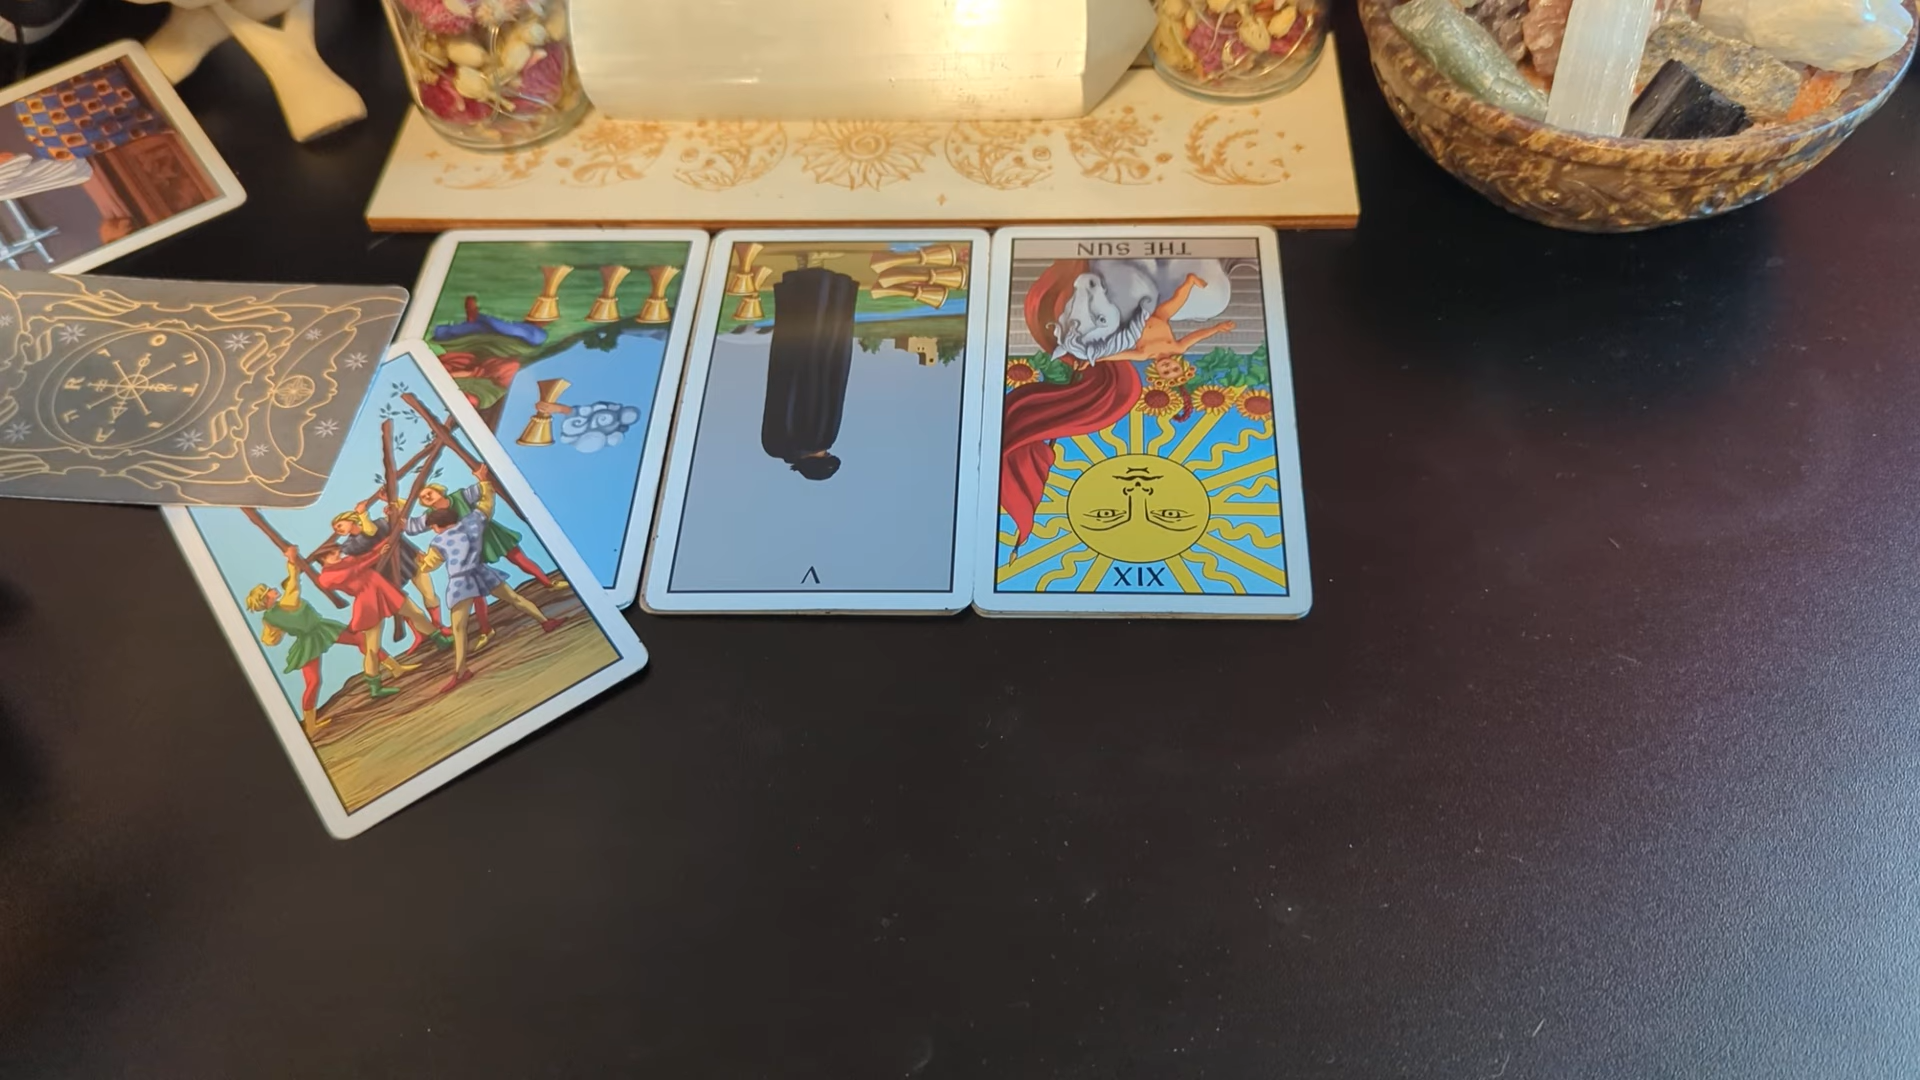 THE SUN
V
XIX